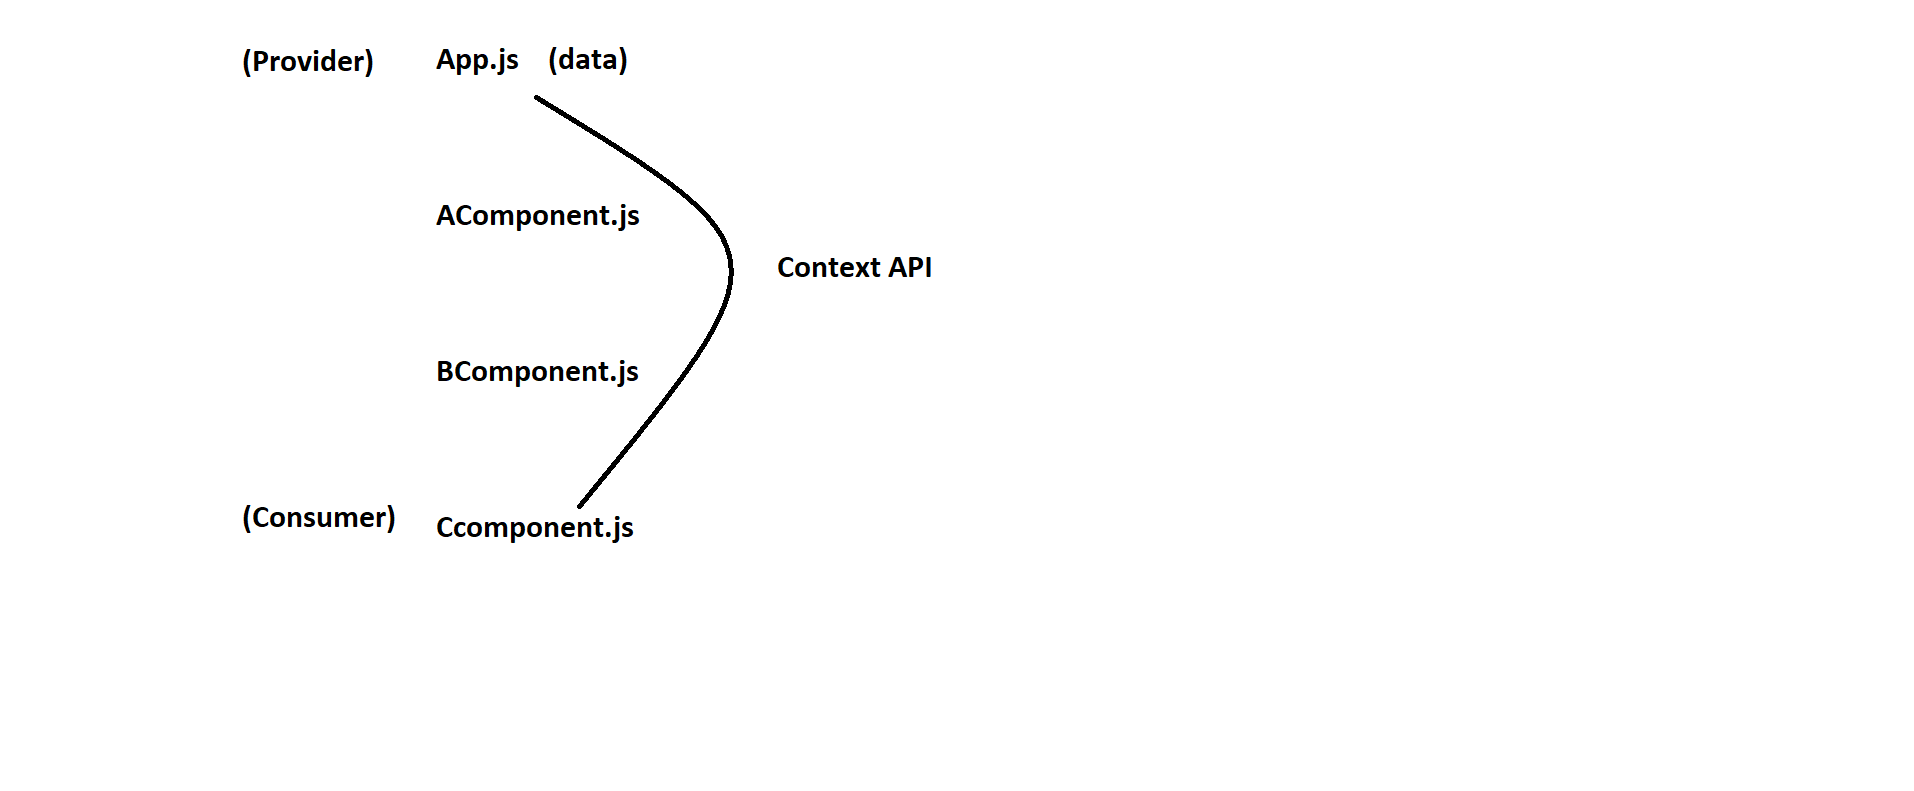 (Provider) App.js (data)
AComponent.js
Context API
BComponent.js
(Consumer) Ccomponent.js